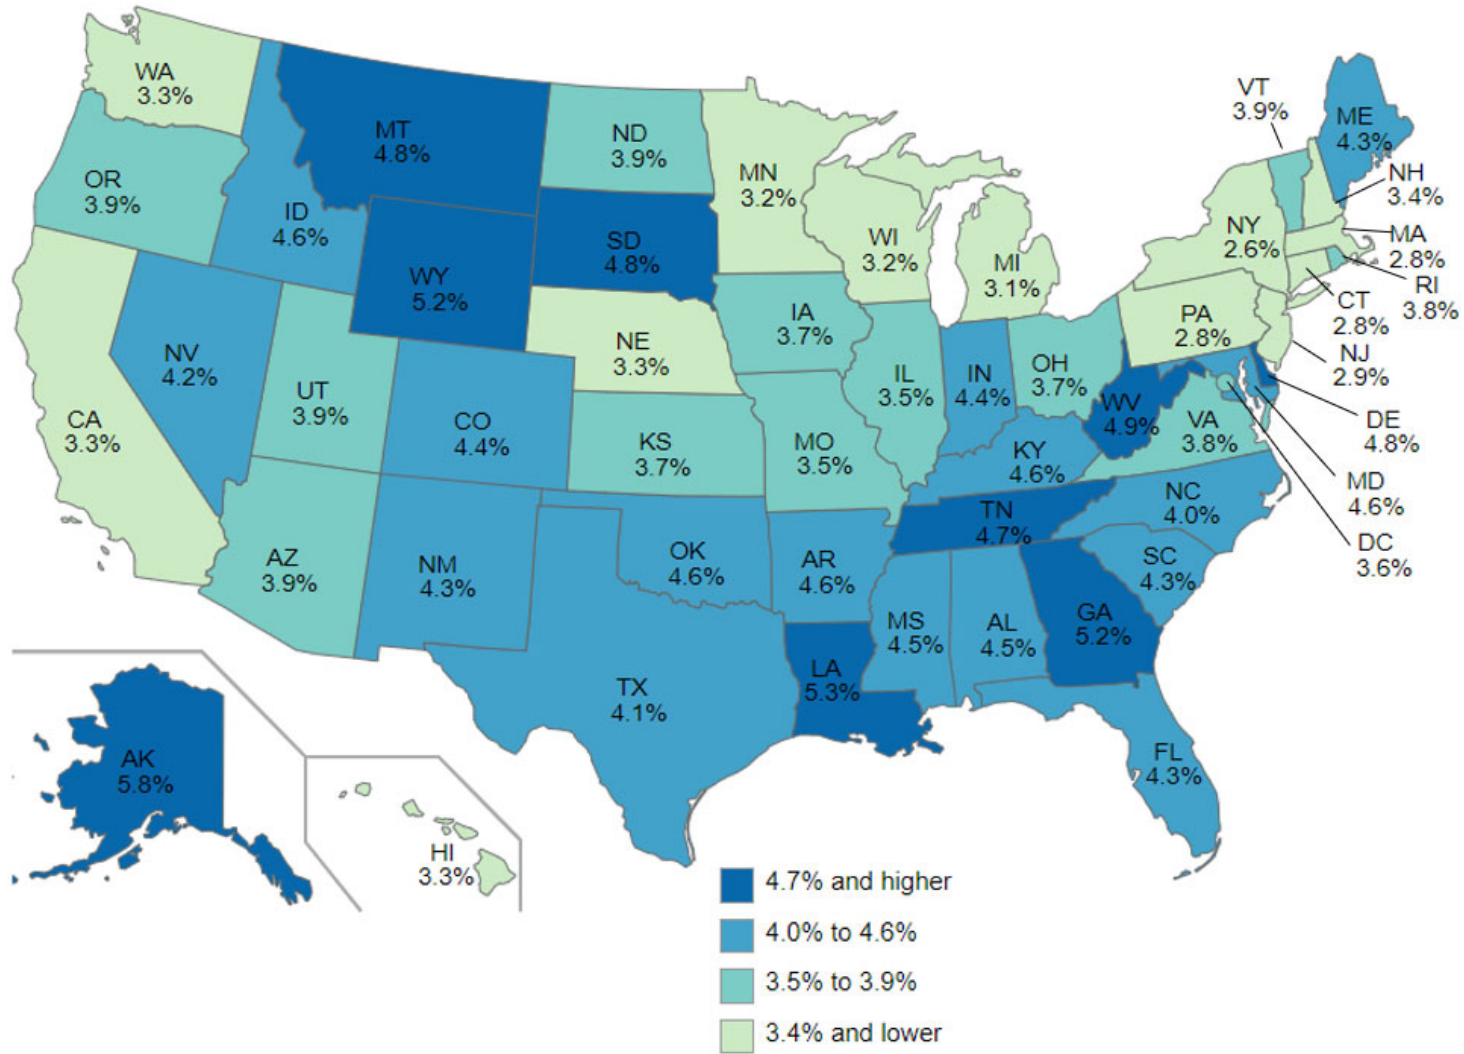 WA
3.3%
MT
4.8%
ND
3.9%
MN
3.2%
VT
3.9%
ME
4.3%
NH
3.4%
OR
3.9%
ID
4.6%
SD
4.8%
WI
3.2%
MI
3.1%
NY
2.6%
MA
2.8%
RI
3.8%
WY
5.2%
CT
2.8%
NE
3.3%
IA
3.7%
PA
2.8%
NJ
2.9%
NV
4.2%
UT
3.9%
CO
4.4%
IL
3.5%
IN
4.4%
OH
3.7%
WV
4.9%
VA
3.8%
DE
4.8%
CA
3.3%
KS
3.7%
MO
3.5%
KY
4.6%
MD
4.6%
NC
4.0%
TN
4.7%
DC
3.6%
AZ
3.9%
NM
4.3%
OK
4.6%
AR
4.6%
SC
4.3%
MS
4.5%
AL
4.5%
GA
5.2%
TX
4.1%
LA
5.3%
FL
4.3%
AK
5.8%
HI
3.3%
4.7% and higher
4.0% to 4.6%
3.5% to 3.9%
3.4% and lower